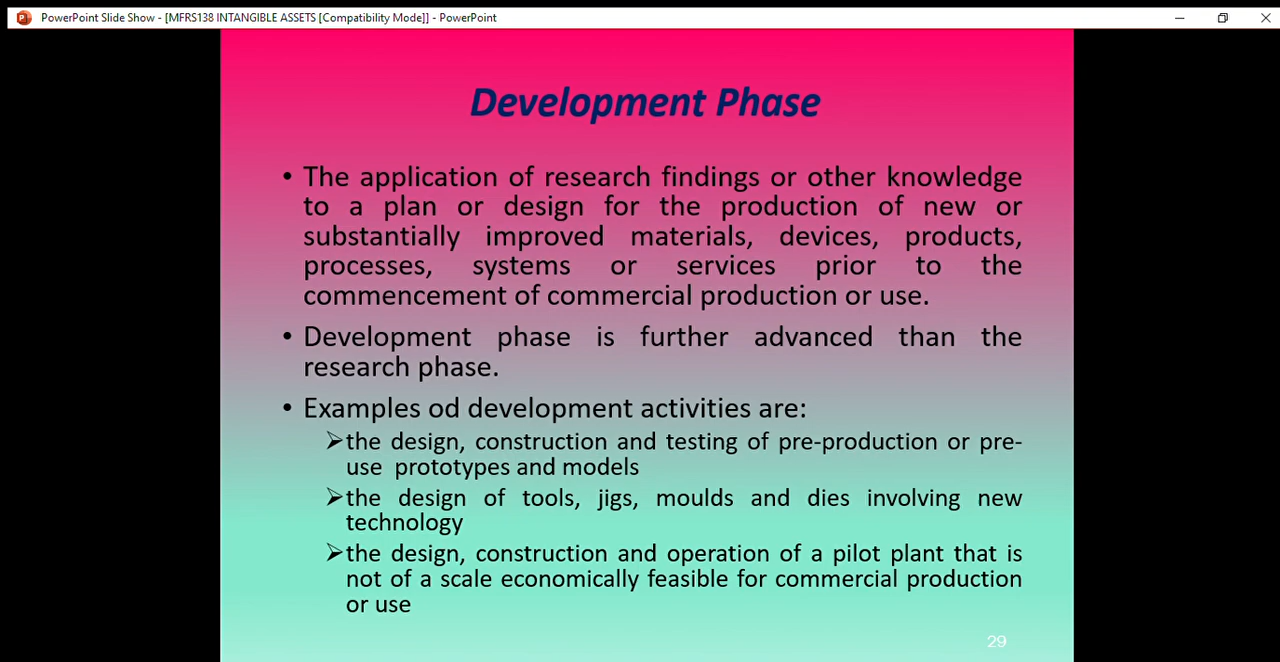 PowerPoint Slide Show - [MFRS138 INTANGIBLE ASSETS [Compatibility Mode]] - PowerPoint
Development Phase
• The application of research findings or other knowledge
to a plan or design for the production of new or
substantially improved materials, devices, products,
processes, systems or services prior to the
commencement of commercial production or use.
• Development phase is further advanced than the
research phase.
• Examples od development activities are:
➢the design, construction and testing of pre-production or pre-
use prototypes and models
➢the design of tools, jigs, moulds and dies involving new
technology
➢the design, construction and operation of a pilot plant that is
not of a scale economically feasible for commercial production
or use
29